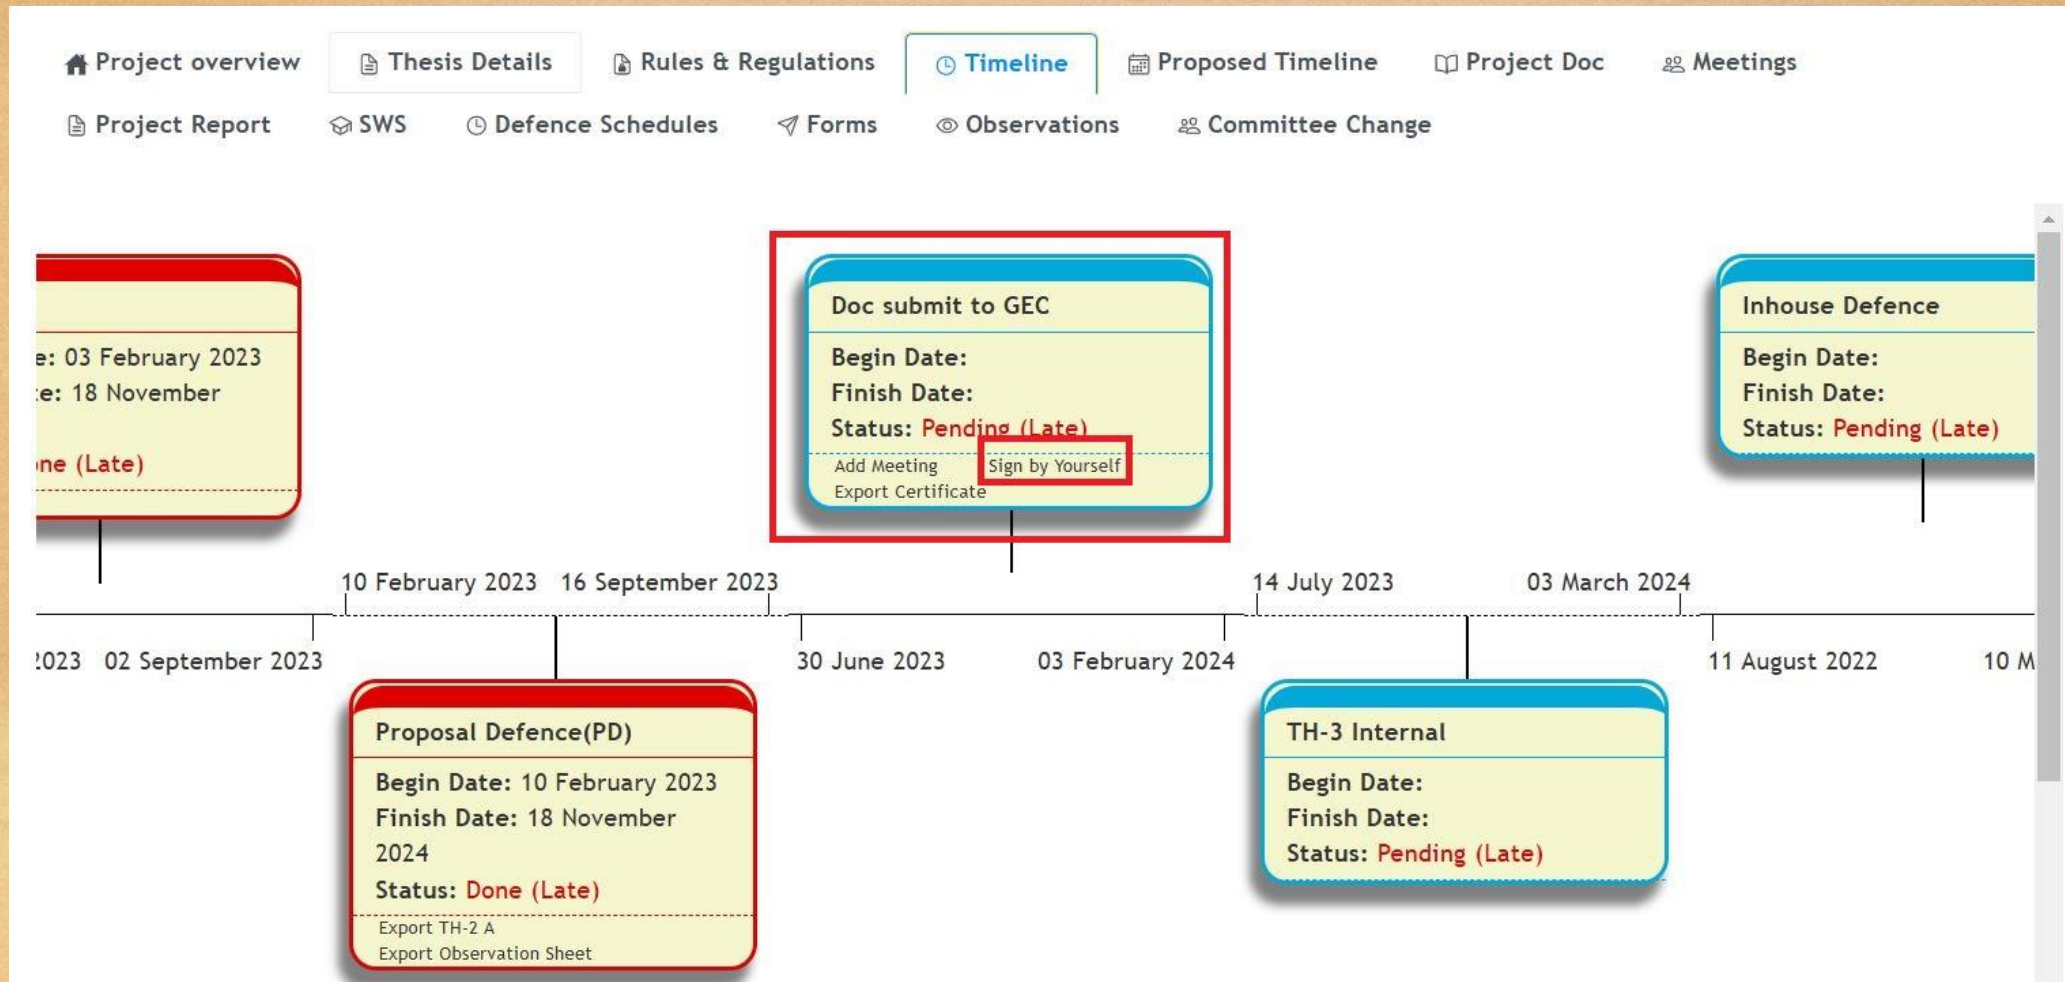 Project overview Thesis Details Rules & Regulations Timeline Proposed Timeline Project Doc Meetings
Project Report SWS Defence Schedules Forms Observations Committee Change
e: 03 February 2023
e: 18 November
ne (Late)
Doc submit to GEC
Begin Date:
Finish Date:
Status: Pending (Late)
Add Meeting Sign by Yourself
Export Certificate
Inhouse Defence
Begin Date:
Finish Date:
Status: Pending (Late)
10 February 2023 16 September 2023 14 July 2023 03 March 2024
2023 02 September 2023 30 June 2023 03 February 2024 11 August 2022 10 M
Proposal Defence(PD)
Begin Date: 10 February 2023
Finish Date: 18 November
2024
Status: Done (Late)
Export TH-2 A
Export Observation Sheet
TH-3 Internal
Begin Date:
Finish Date:
Status: Pending (Late)